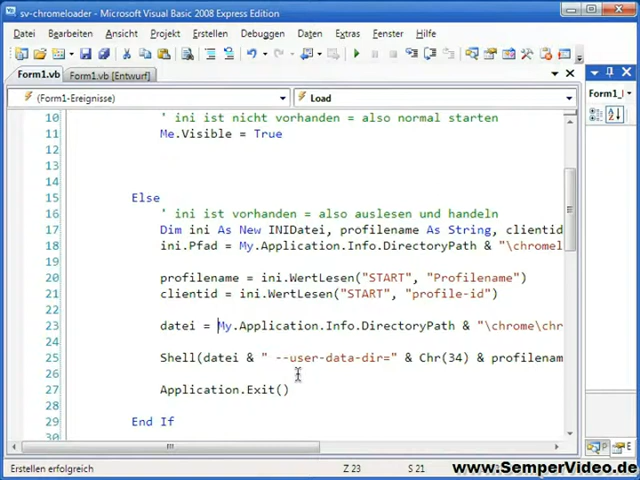 sv-chromeloader - Microsoft Visual Basic 2008 Express Edition
Datei Bearbeiten Ansicht Projekt Erstellen Debuggen Daten Extras Fenster Hilfe
Form1.vb Form1.vb [Entwurf]
(Form1-Ereignisse) Load
Form1_
10 ' ini ist nicht vorhanden = also normal starten
11 Me.Visible = True
12
13
14
15 Else
16 ' ini ist vorhanden = also auslesen und handeln
17 Dim ini As New INIDatei, profilename As String, clientid
18 ini.Pfad = My.Application.Info.DirectoryPath & "\chromel
19
20 profilename = ini.WertLesen("START", "Profilename")
21 clientid = ini.WertLesen("START", "profile-id")
22
23 datei = My.Application.Info.DirectoryPath & "\chrome\chr
24
25 Shell(datei & " --user-data-dir=" & Chr(34) & profilenam
26
27 Application.Exit()
28
29 End If
30
Erstellen erfolgreich Z 23 S 21
www.SemperVideo.de